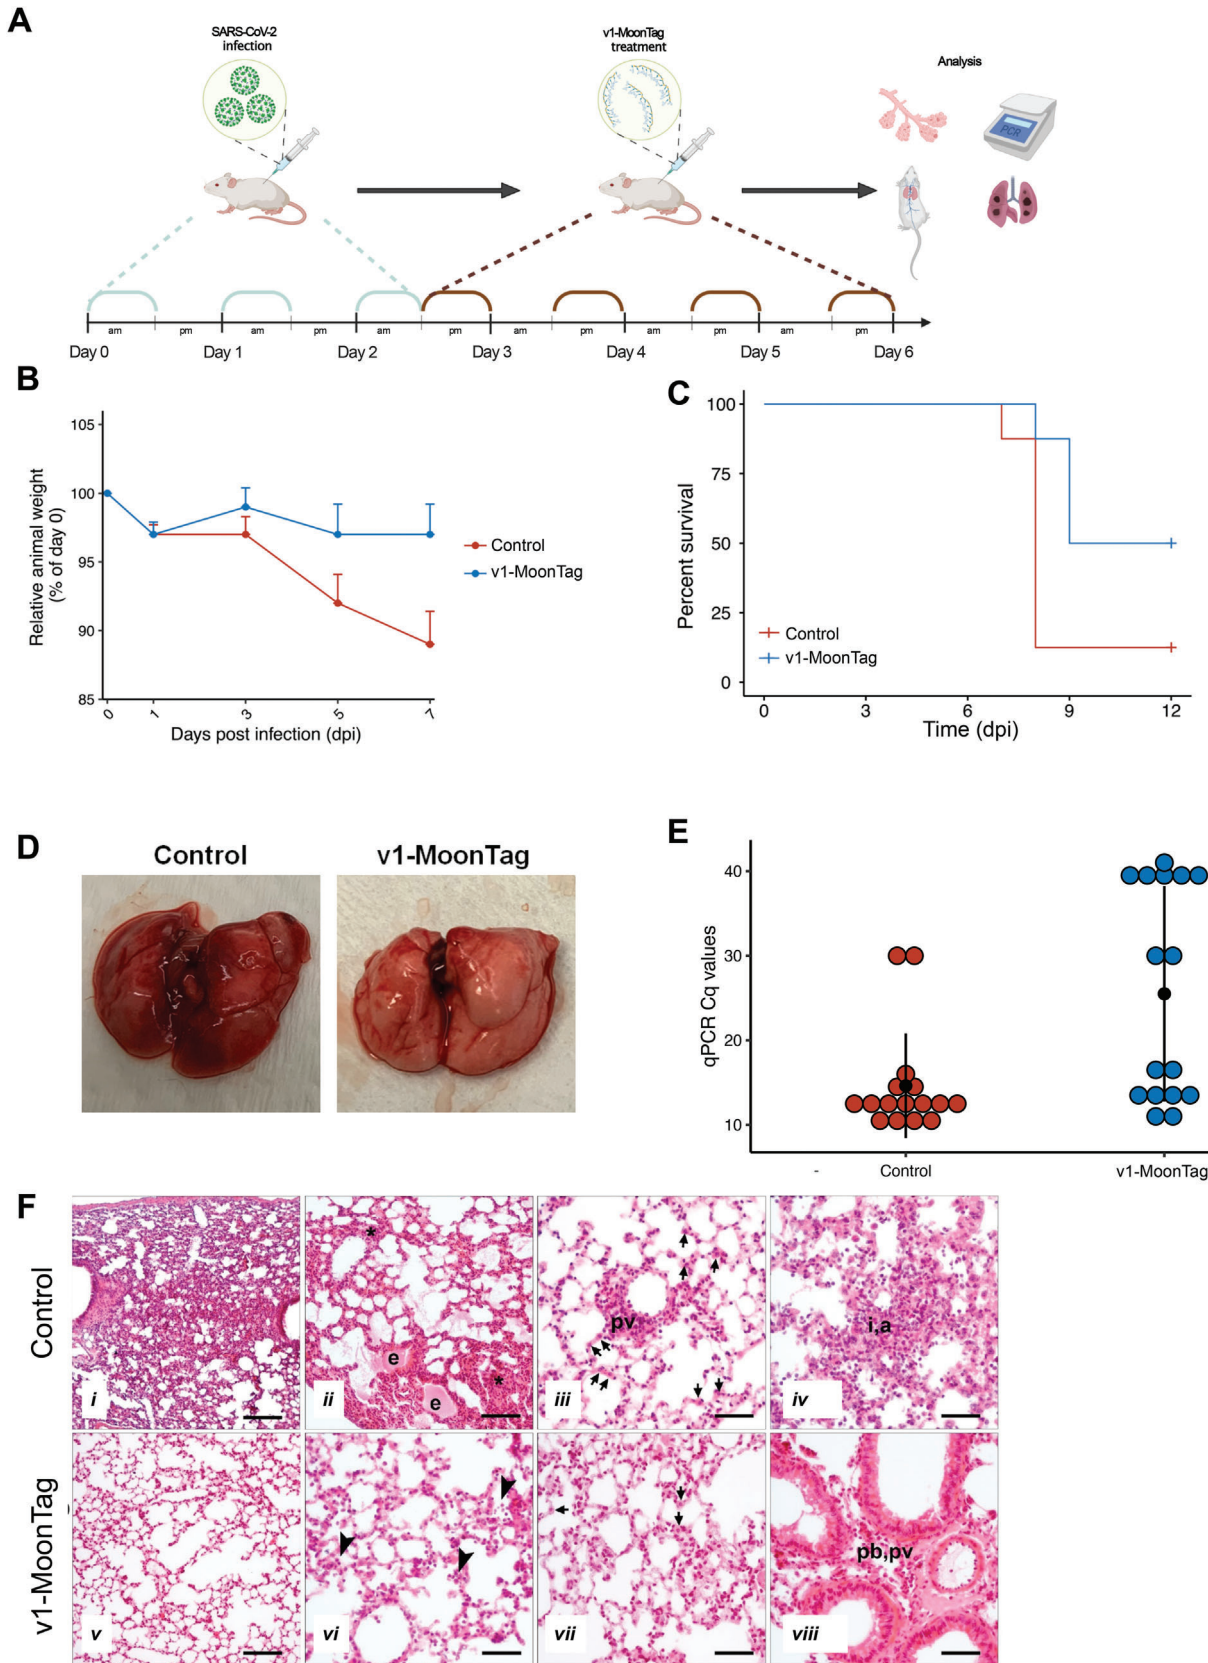 A
SARS-CoV-2
infection
v1-MoonTag
treatment
Analysis
PCR
am pm am pm am pm am pm am pm am pm
Day 0 Day 1 Day 2 Day 3 Day 4 Day 5 Day 6
B
Relative animal weight
(% of day 0)
105
100
95
90
85
0 1 3 5 7
Days post infection (dpi)
Control
v1-MoonTag
C
Percent survival
100
75
50
25
0
Control
v1-MoonTag
0 3 6 9 12
Time (dpi)
D
Control v1-MoonTag
E
qPCR Cq values
40
30
20
10
- Control v1-MoonTag
F
Control
i
* e e * ii
pv iii
i,a iv
v1-MoonTag
v
vi
vii
pb,pv viii